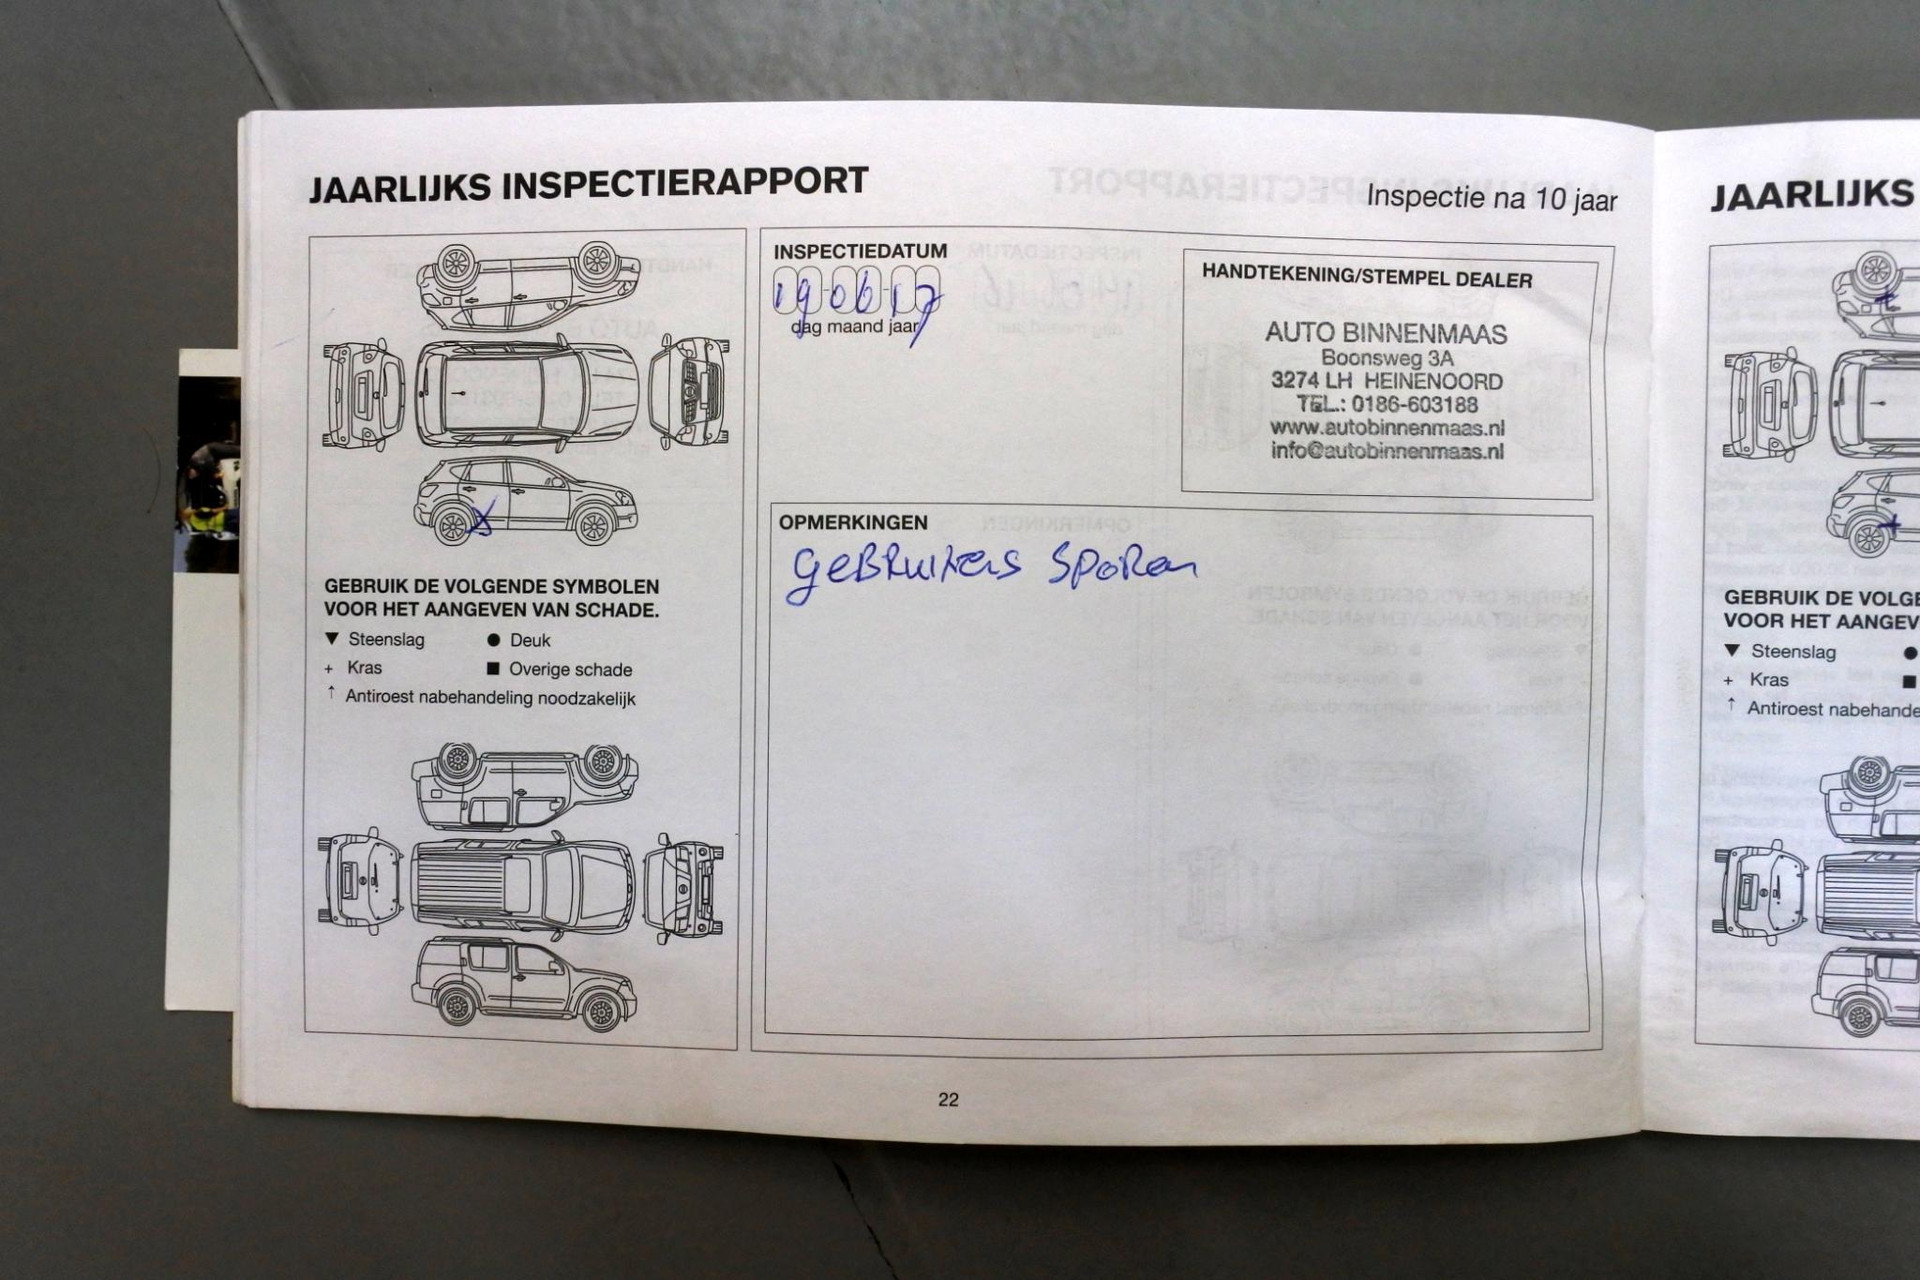 JAARLIJKS INSPECTIERAPPORT
Inspectie na 10 jaar
INSPECTIEDATUM
19-06-17
dag maand jaar
HANDTEKENING/STEMPEL DEALER
AUTO BINNENMAAS
Boonsweg 3A
3274 LH HEINENOORD
TEL.: 0186-603188
www.autobinnenmaas.nl
info@autobinnenmaas.nl
OPMERKINGEN
GEBRUIKERS SPOREN
GEBRUIK DE VOLGENDE SYMBOLEN
VOOR HET AANGEVEN VAN SCHADE.
▼ Steenslag ● Deuk
+ Kras ■ Overige schade
↑ Antiroest nabehandeling noodzakelijk
22
JAARLIJKS
GEBRUIK DE VOLGE
VOOR HET AANGEV
▼ Steenslag ●
+ Kras ■
↑ Antiroest nabehande